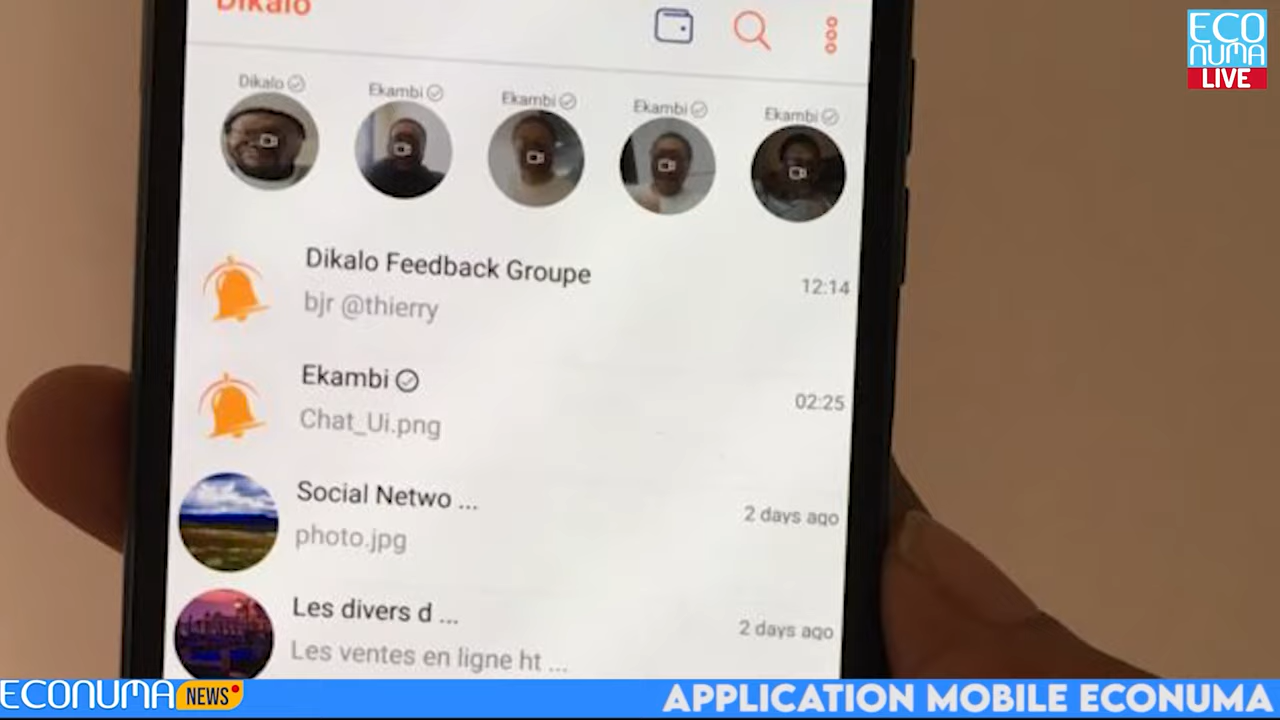 Dikalo
ECO
NUMA
LIVE
Dikalo
Ekambi
Ekambi
Ekambi
Ekambi
Dikalo Feedback Groupe
12:14
bjr @thierry
Ekambi
02:25
Chat_Ui.png
Social Netwo ...
2 days ago
photo.jpg
Les divers d ...
2 days ago
Les ventes en ligne ht ...
ECONUMA NEWS
APPLICATION MOBILE ECONUMA